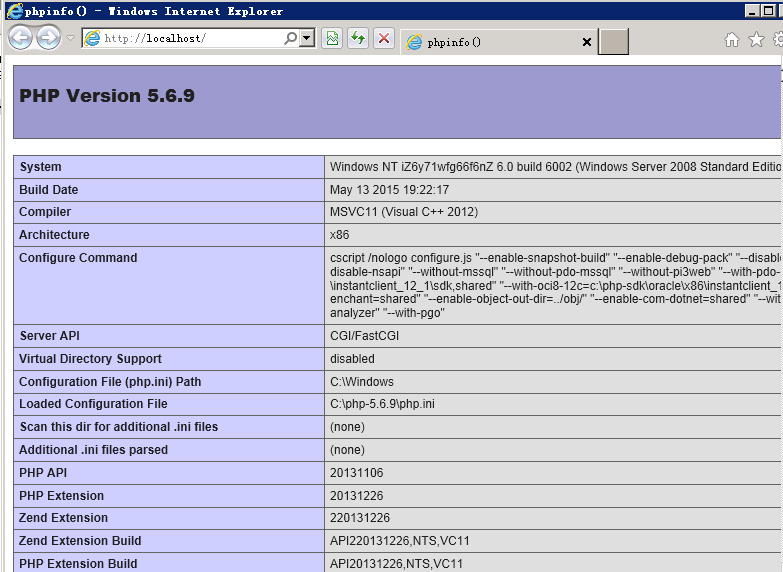 phpinfo() - Windows Internet Explorer
http://localhost/
phpinfo()
PHP Version 5.6.9
System Windows NT iZ6y71wfg66f6nZ 6.0 build 6002 (Windows Server 2008 Standard Editio
Build Date May 13 2015 19:22:17
Compiler MSVC11 (Visual C++ 2012)
Architecture x86
Configure Command cscript /nologo configure.js "--enable-snapshot-build" "--enable-debug-pack" "--disabl
disable-nsapi" "--without-mssql" "--without-pdo-mssql" "--without-pi3web" "--with-pdo-
\instantclient_12_1\sdk,shared" "--with-oci8-12c=c:\php-sdk\oracle\x86\instantclient_1
enchant=shared" "--enable-object-out-dir=../obj/" "--enable-com-dotnet=shared" "--wit
analyzer" "--with-pgo"
Server API CGI/FastCGI
Virtual Directory Support disabled
Configuration File (php.ini) Path C:\Windows
Loaded Configuration File C:\php-5.6.9\php.ini
Scan this dir for additional .ini files (none)
Additional .ini files parsed (none)
PHP API 20131106
PHP Extension 20131226
Zend Extension 220131226
Zend Extension Build API220131226,NTS,VC11
PHP Extension Build API20131226,NTS,VC11